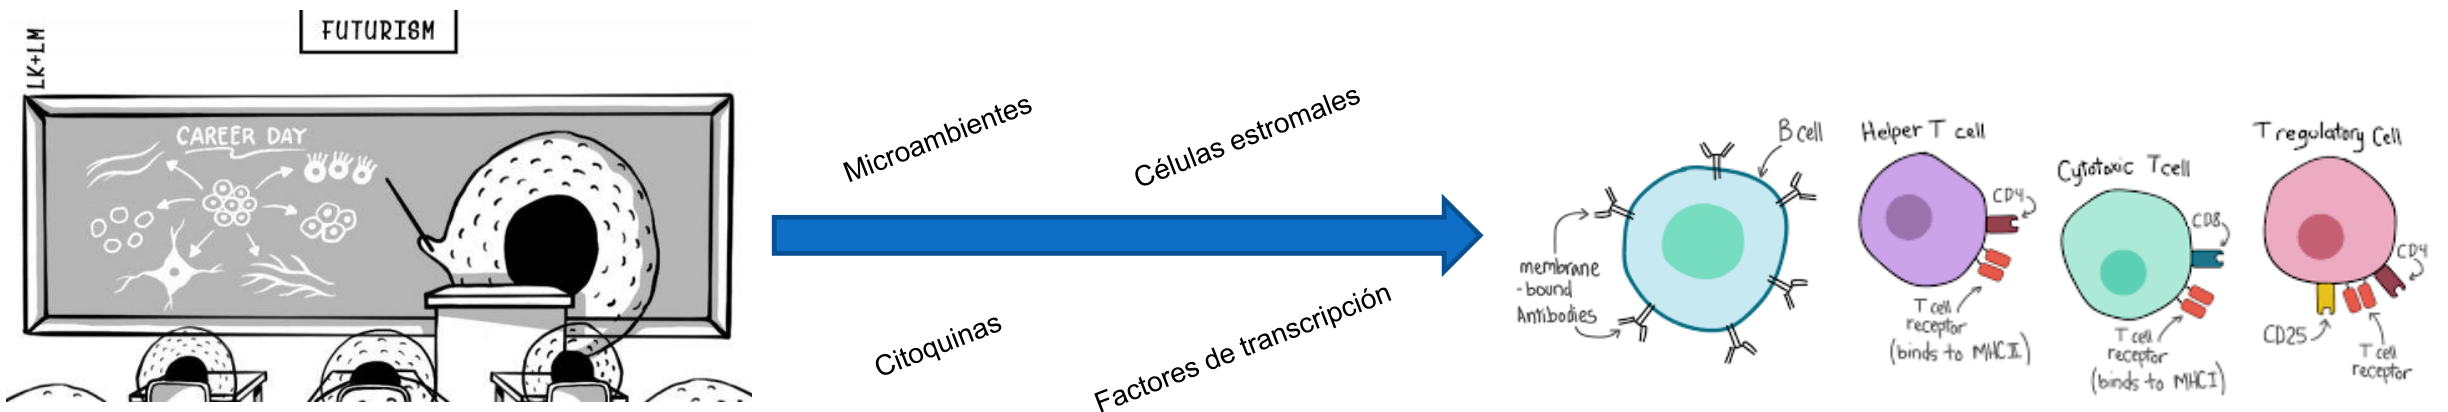 FUTURISM
LK+LM
CAREER DAY
Microambientes
Células estromales
Citoquinas
Factores de transcripción
B cell
membrane
-bound
Antibodies
Helper T cell
CD4
T cell
receptor
(binds to MHC II)
Cytotoxic T cell
CD8
T cell
receptor
(binds to MHC I)
T regulatory Cell
CD4
CD25
T cell
receptor